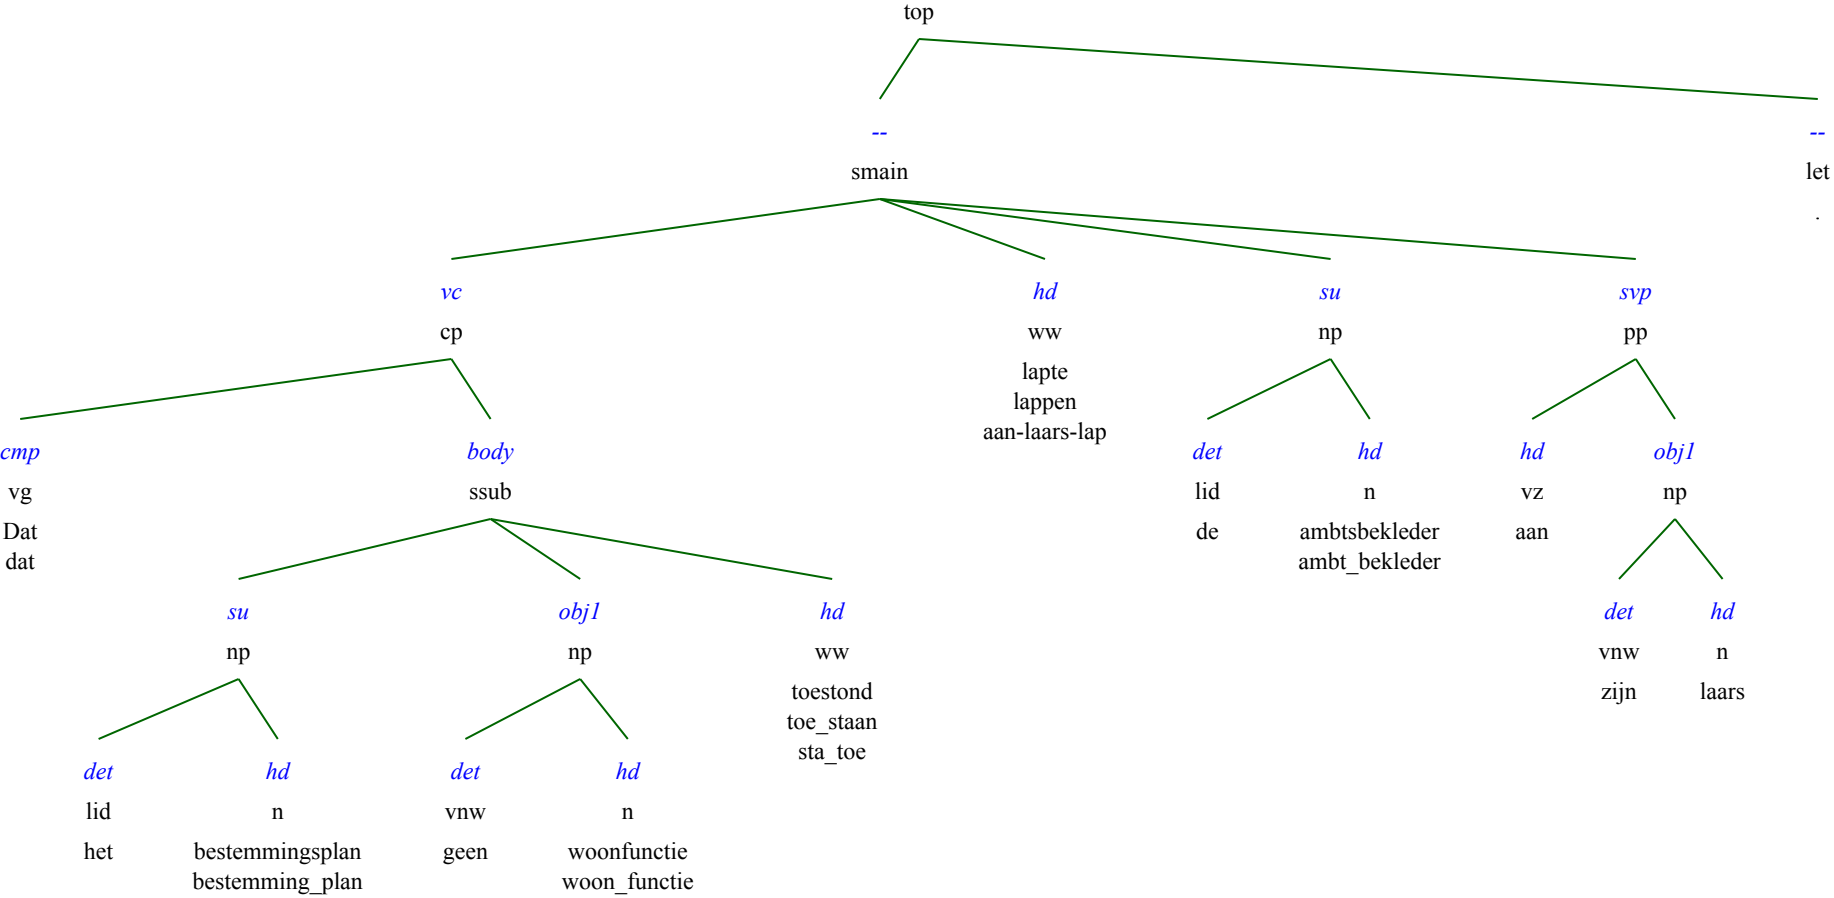 top
-- --
smain let
.
vc hd su svp
cp ww np pp
lapte
lappen
aan-laars-lap
cmp body det hd hd obj1
vg ssub lid n vz np
Dat de ambtsbekleder aan
dat ambt_bekleder
su obj1 hd det hd
np np ww vnw n
toestond zijn laars
toe_staan
sta_toe
det hd det hd
lid n vnw n
het bestemmingsplan geen woonfunctie
bestemming_plan woon_functie